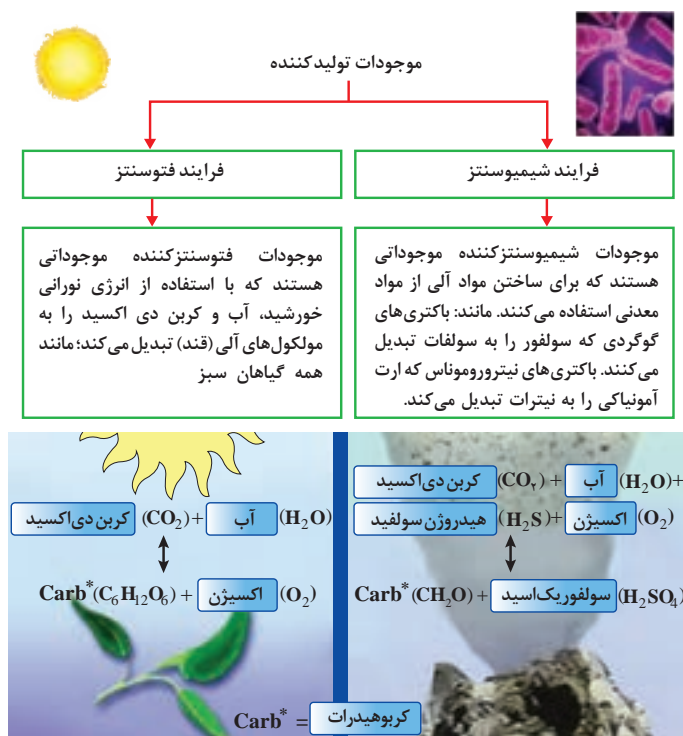 موجودات تولیدکننده
فرایند شیمیوسنتز
موجودات شیمیوسنتزکننده موجوداتی
هستند که برای ساختن مواد آلی از مواد
معدنی استفاده می‌کنند. مانند: باکتری‌های
گوگردی که سولفور را به سولفات تبدیل
می‌کنند. باکتری‌های نیتروروموناس که ارت
آمونیاکی را به نیترات تبدیل می‌کند.
فرایند فتوسنتز
موجودات فتوسنتزکننده موجوداتی
هستند که با استفاده از انرژی نورانی
خورشید، آب و کربن دی اکسید را به
مولکول‌های آلی (قند) تبدیل می‌کند؛ مانند
همه گیاهان سبز
کربن دی‌اکسید (CO₂) + آب (H₂O)+
هیدروژن سولفید (H₂S)+ اکسیژن (O₂)
Carb*(CH₂O) + سولفوریک‌اسید (H₂SO₄)
کربن دی‌اکسید (CO₂)+ آب (H₂O)
Carb*(C₆H₁₂O₆) + اکسیژن (O₂)
Carb* = کربوهیدرات